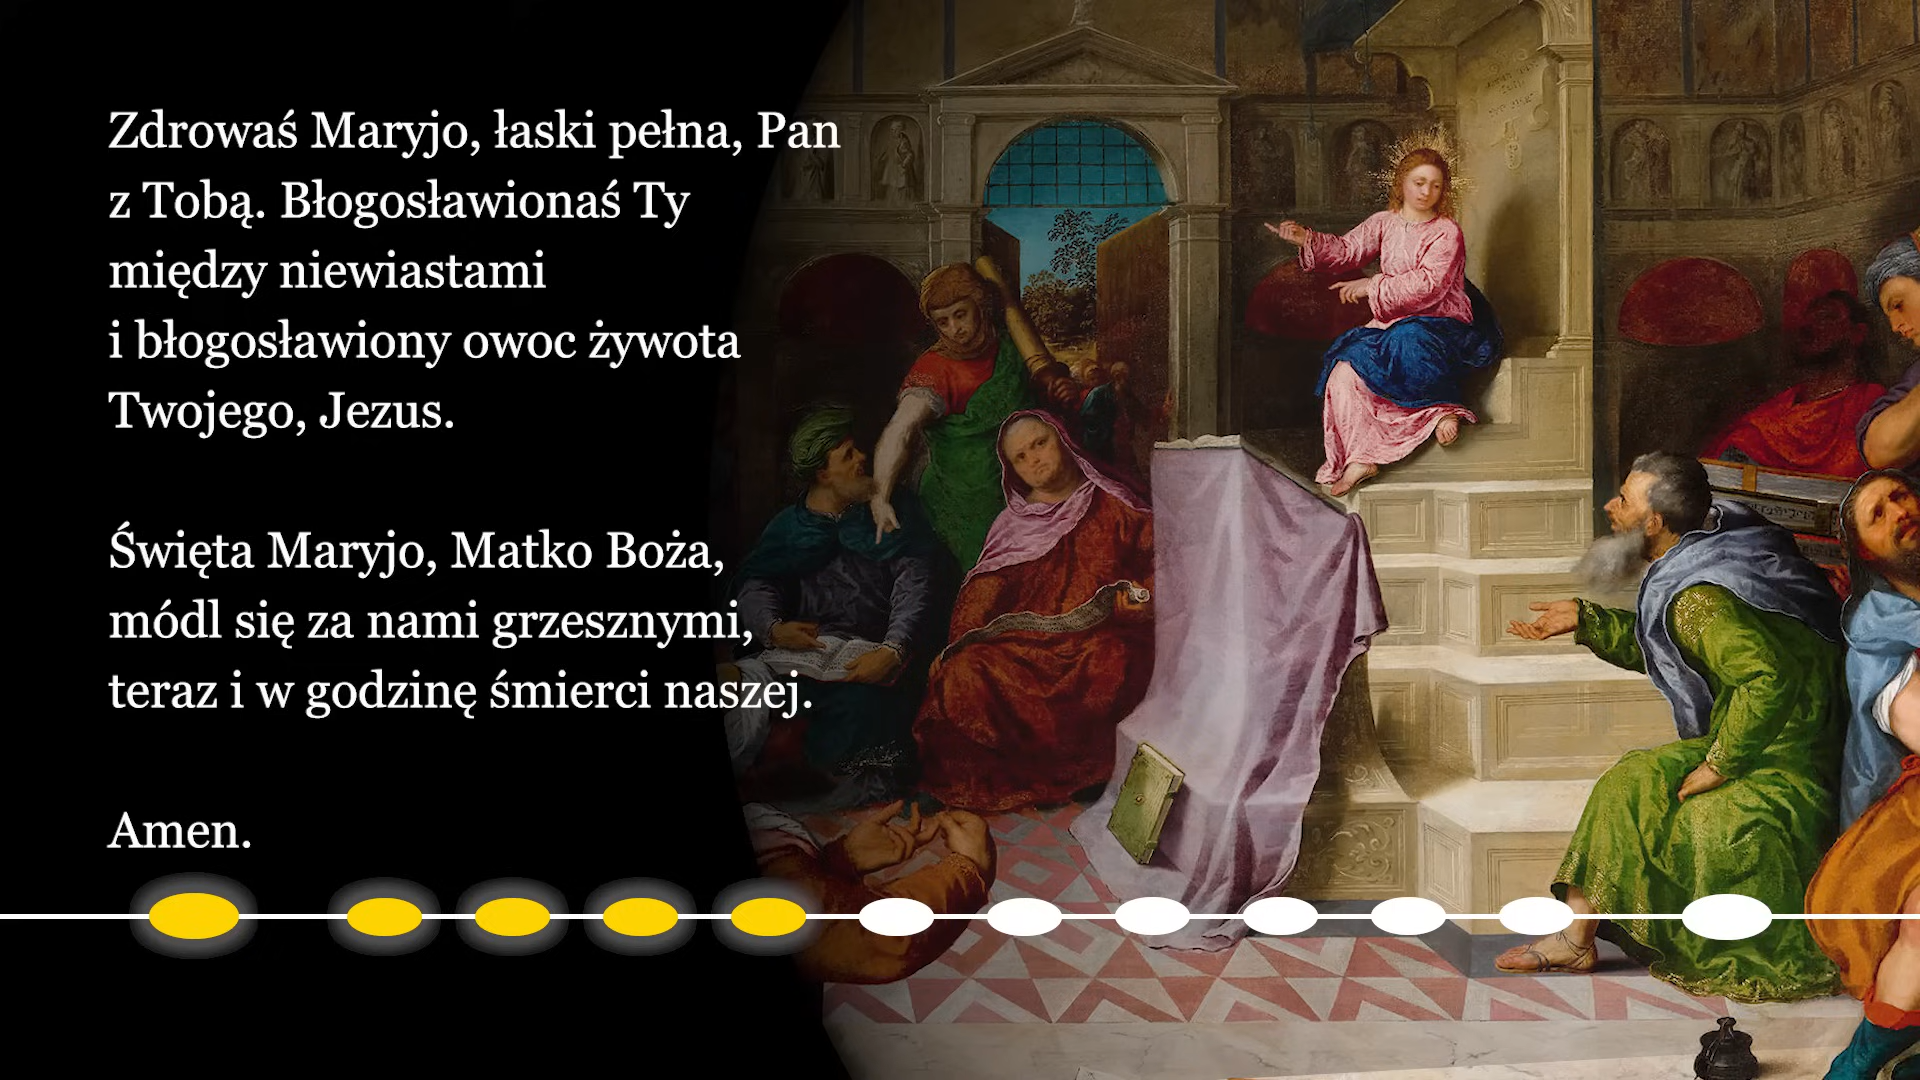 Zdrowaś Maryjo, łaski pełna, Pan
z Tobą. Błogosławionaś Ty
między niewiastami
i błogosławiony owoc żywota
Twojego, Jezus.
Święta Maryjo, Matko Boża,
módl się za nami grzesznymi,
teraz i w godzinę śmierci naszej.
Amen.